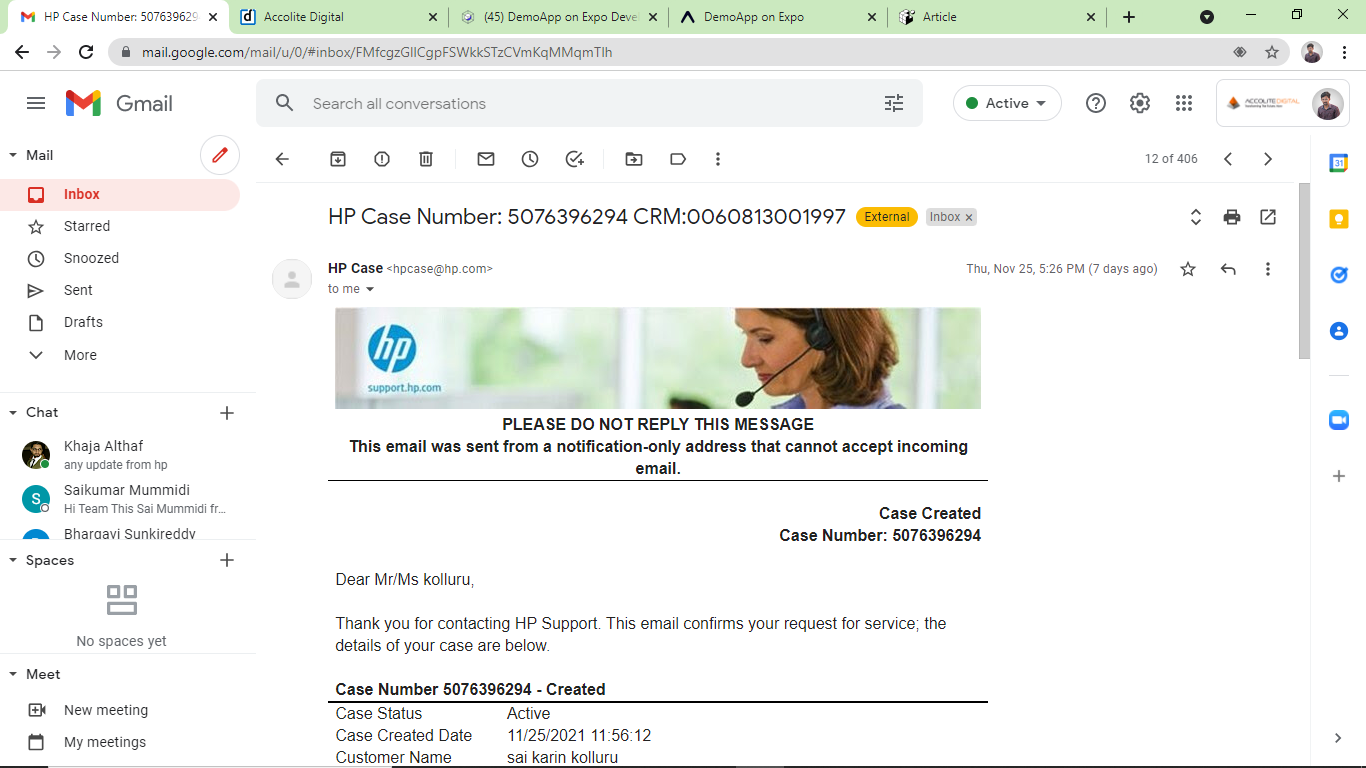 HP Case Number: 507639629
Accolite Digital
(45) DemoApp on Expo Deve
DemoApp on Expo
Article
mail.google.com/mail/u/0/#inbox/FMfcgzGllCgpFSWkkSTzCVmKqMMqmTlh
Gmail
Search all conversations
Active
ACCOLITEDIGITAL
Mail
12 of 406
31
Inbox
HP Case Number: 5076396294 CRM:0060813001997
External
Inbox ×
Starred
Snoozed
HP Case <hpcase@hp.com>
Thu, Nov 25, 5:26 PM (7 days ago)
Sent
to me
Drafts
More
hp
support.hp.com
Chat
PLEASE DO NOT REPLY THIS MESSAGE
This email was sent from a notification-only address that cannot accept incoming
email.
Khaja Althaf
any update from hp
S
Saikumar Mummidi
Hi Team This Sai Mummidi fr...
Bhargavi Sunkireddy
Case Created
Case Number: 5076396294
Spaces
No spaces yet
Dear Mr/Ms kolluru,
Thank you for contacting HP Support. This email confirms your request for service; the
details of your case are below.
Meet
New meeting
My meetings
Case Number 5076396294 - Created
Case Status Active
Case Created Date 11/25/2021 11:56:12
Customer Name sai karin kolluru